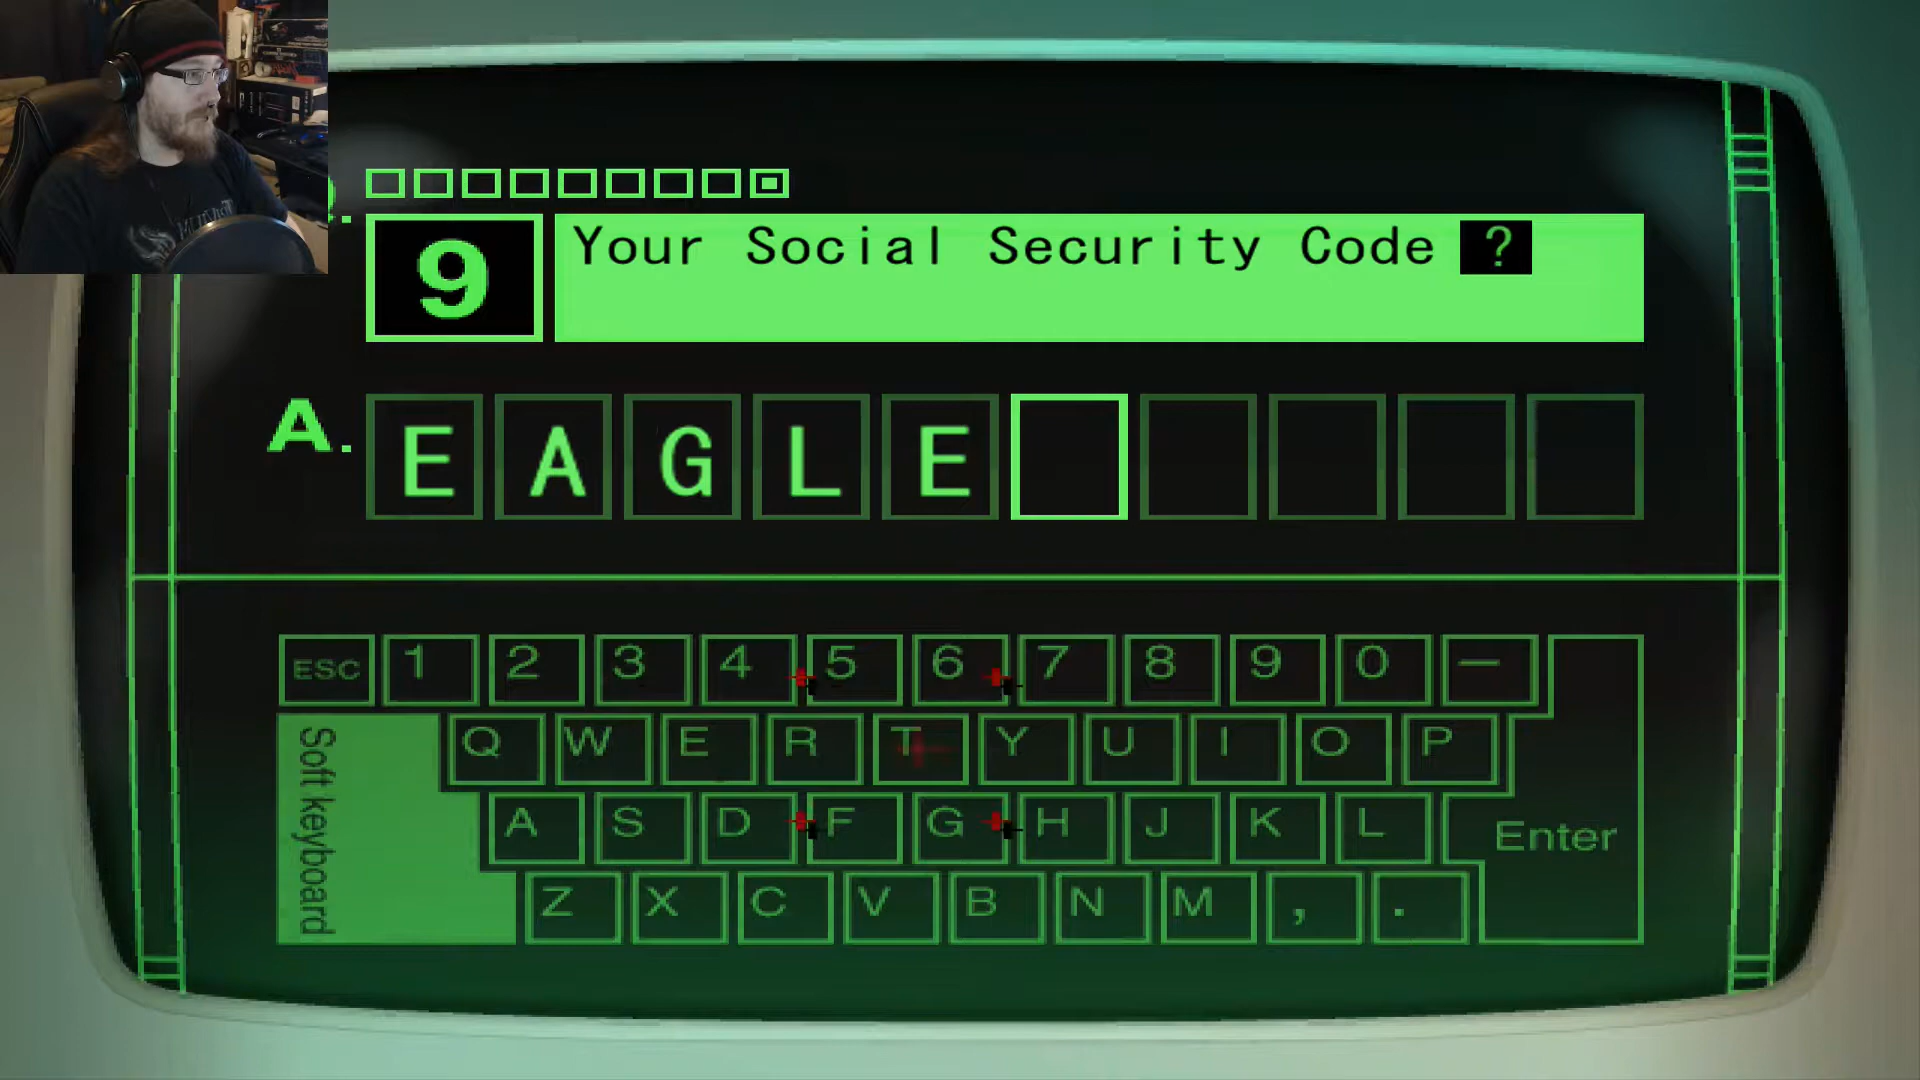 9
Your Social Security Code ?
A.
E A G L E
ESC 1 2 3 4 5 6 7 8 9 0 —
Q W E R T Y U I O P
A S D F G H J K L Enter
Z X C V B N M , .
Soft keyboard